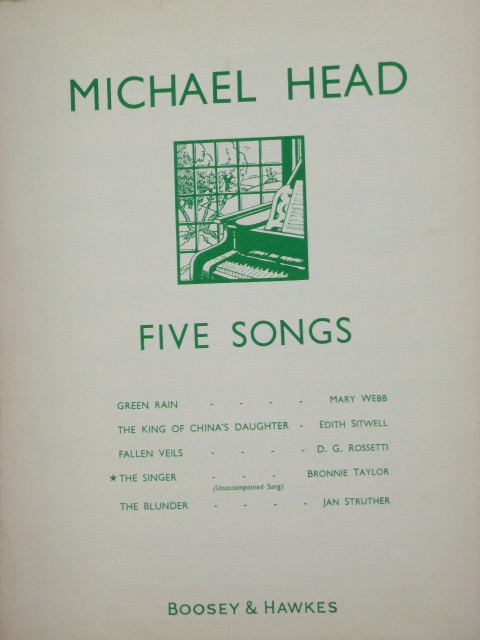 MICHAEL HEAD
FIVE SONGS
GREEN RAIN - - - - MARY WEBB
THE KING OF CHINA'S DAUGHTER - EDITH SITWELL
FALLEN VEILS - - - - D. G. ROSSETTI
★ THE SINGER - - - BRONNIE TAYLOR
(Unaccompanied Song)
THE BLUNDER - - - - JAN STRUTHER
BOOSEY & HAWKES